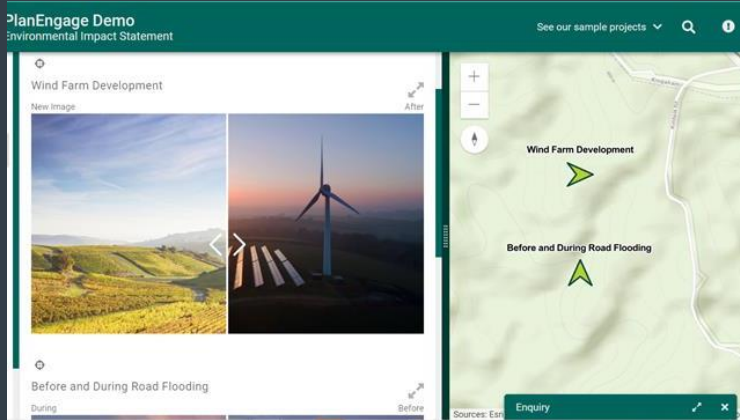 PlanEngage Demo
Environmental Impact Statement
See our sample projects
Wind Farm Development
New Image
After
Before and During Road Flooding
During
Before
Wind Farm Development
Before and During Road Flooding
Sources: Esri
Enquiry